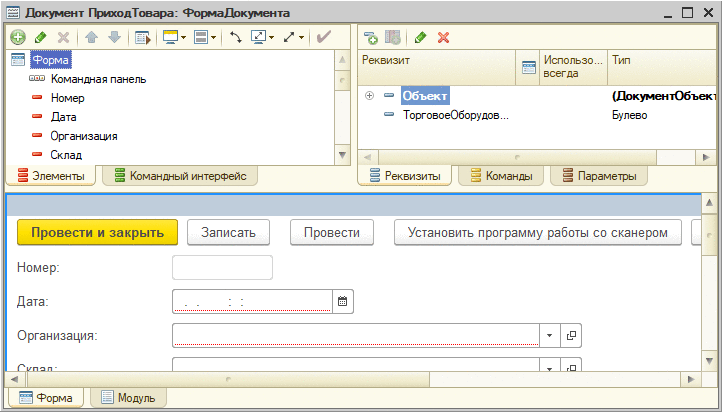 Документ ПриходТовара: ФормаДокумента
Форма
Командная панель
Номер
Дата
Организация
Склад
Элементы
Командный интерфейс
Реквизит
Использо... всегда
Тип
Объект
(ДокументОбъект
ТорговоеОборудов...
Булево
Реквизиты
Команды
Параметры
Провести и закрыть
Записать
Провести
Установить программу работы со сканером
Номер:
Дата:
. . : :
Организация:
Склад:
Форма
Модуль